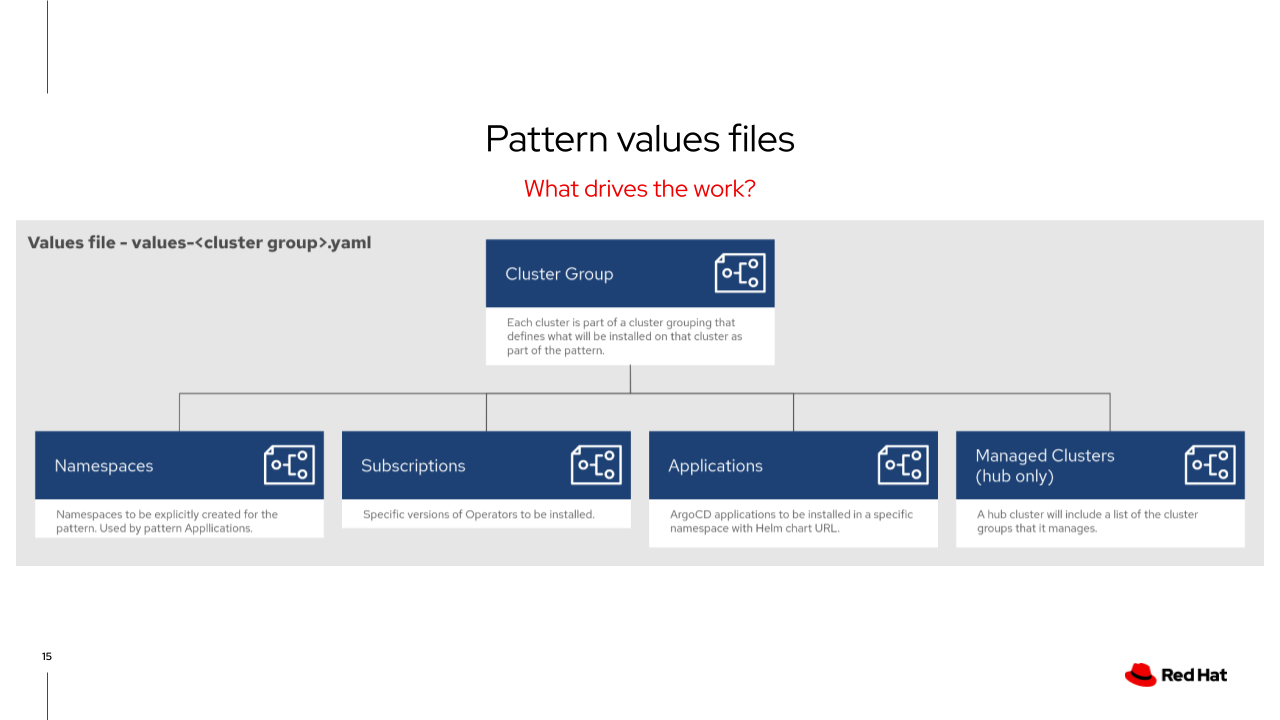 Pattern values files
What drives the work?
Values file - values-<cluster group>.yaml
Cluster Group
Each cluster is part of a cluster grouping that
defines what will be installed on that cluster as
part of the pattern.
Namespaces
Namespaces to be explicitly created for the
pattern. Used by pattern Appllications.
Subscriptions
Specific versions of Operators to be installed.
Applications
ArgoCD applications to be installed in a specific
namespace with Helm chart URL.
Managed Clusters
(hub only)
A hub cluster will include a list of the cluster
groups that it manages.
15
Red Hat